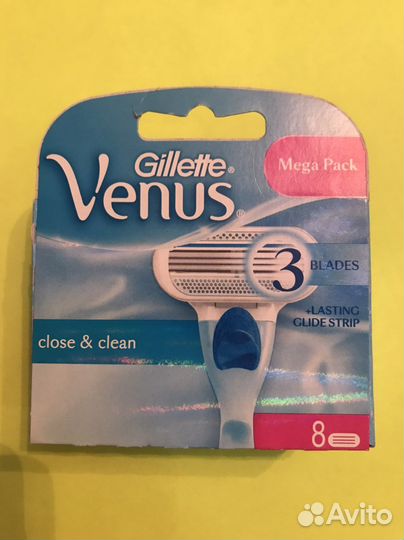 Gillette®
Venus®
Mega Pack
3 BLADES
+LASTING
GLIDE STRIP
close & clean
8
Avito